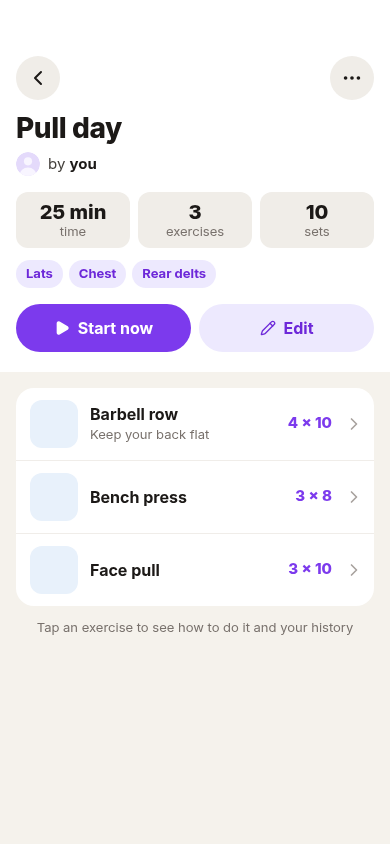 Pull day
by you
25 min
time
3
exercises
10
sets
Lats
Chest
Rear delts
Start now
Edit
Barbell row
Keep your back flat
4 × 10
Bench press
3 × 8
Face pull
3 × 10
Tap an exercise to see how to do it and your history